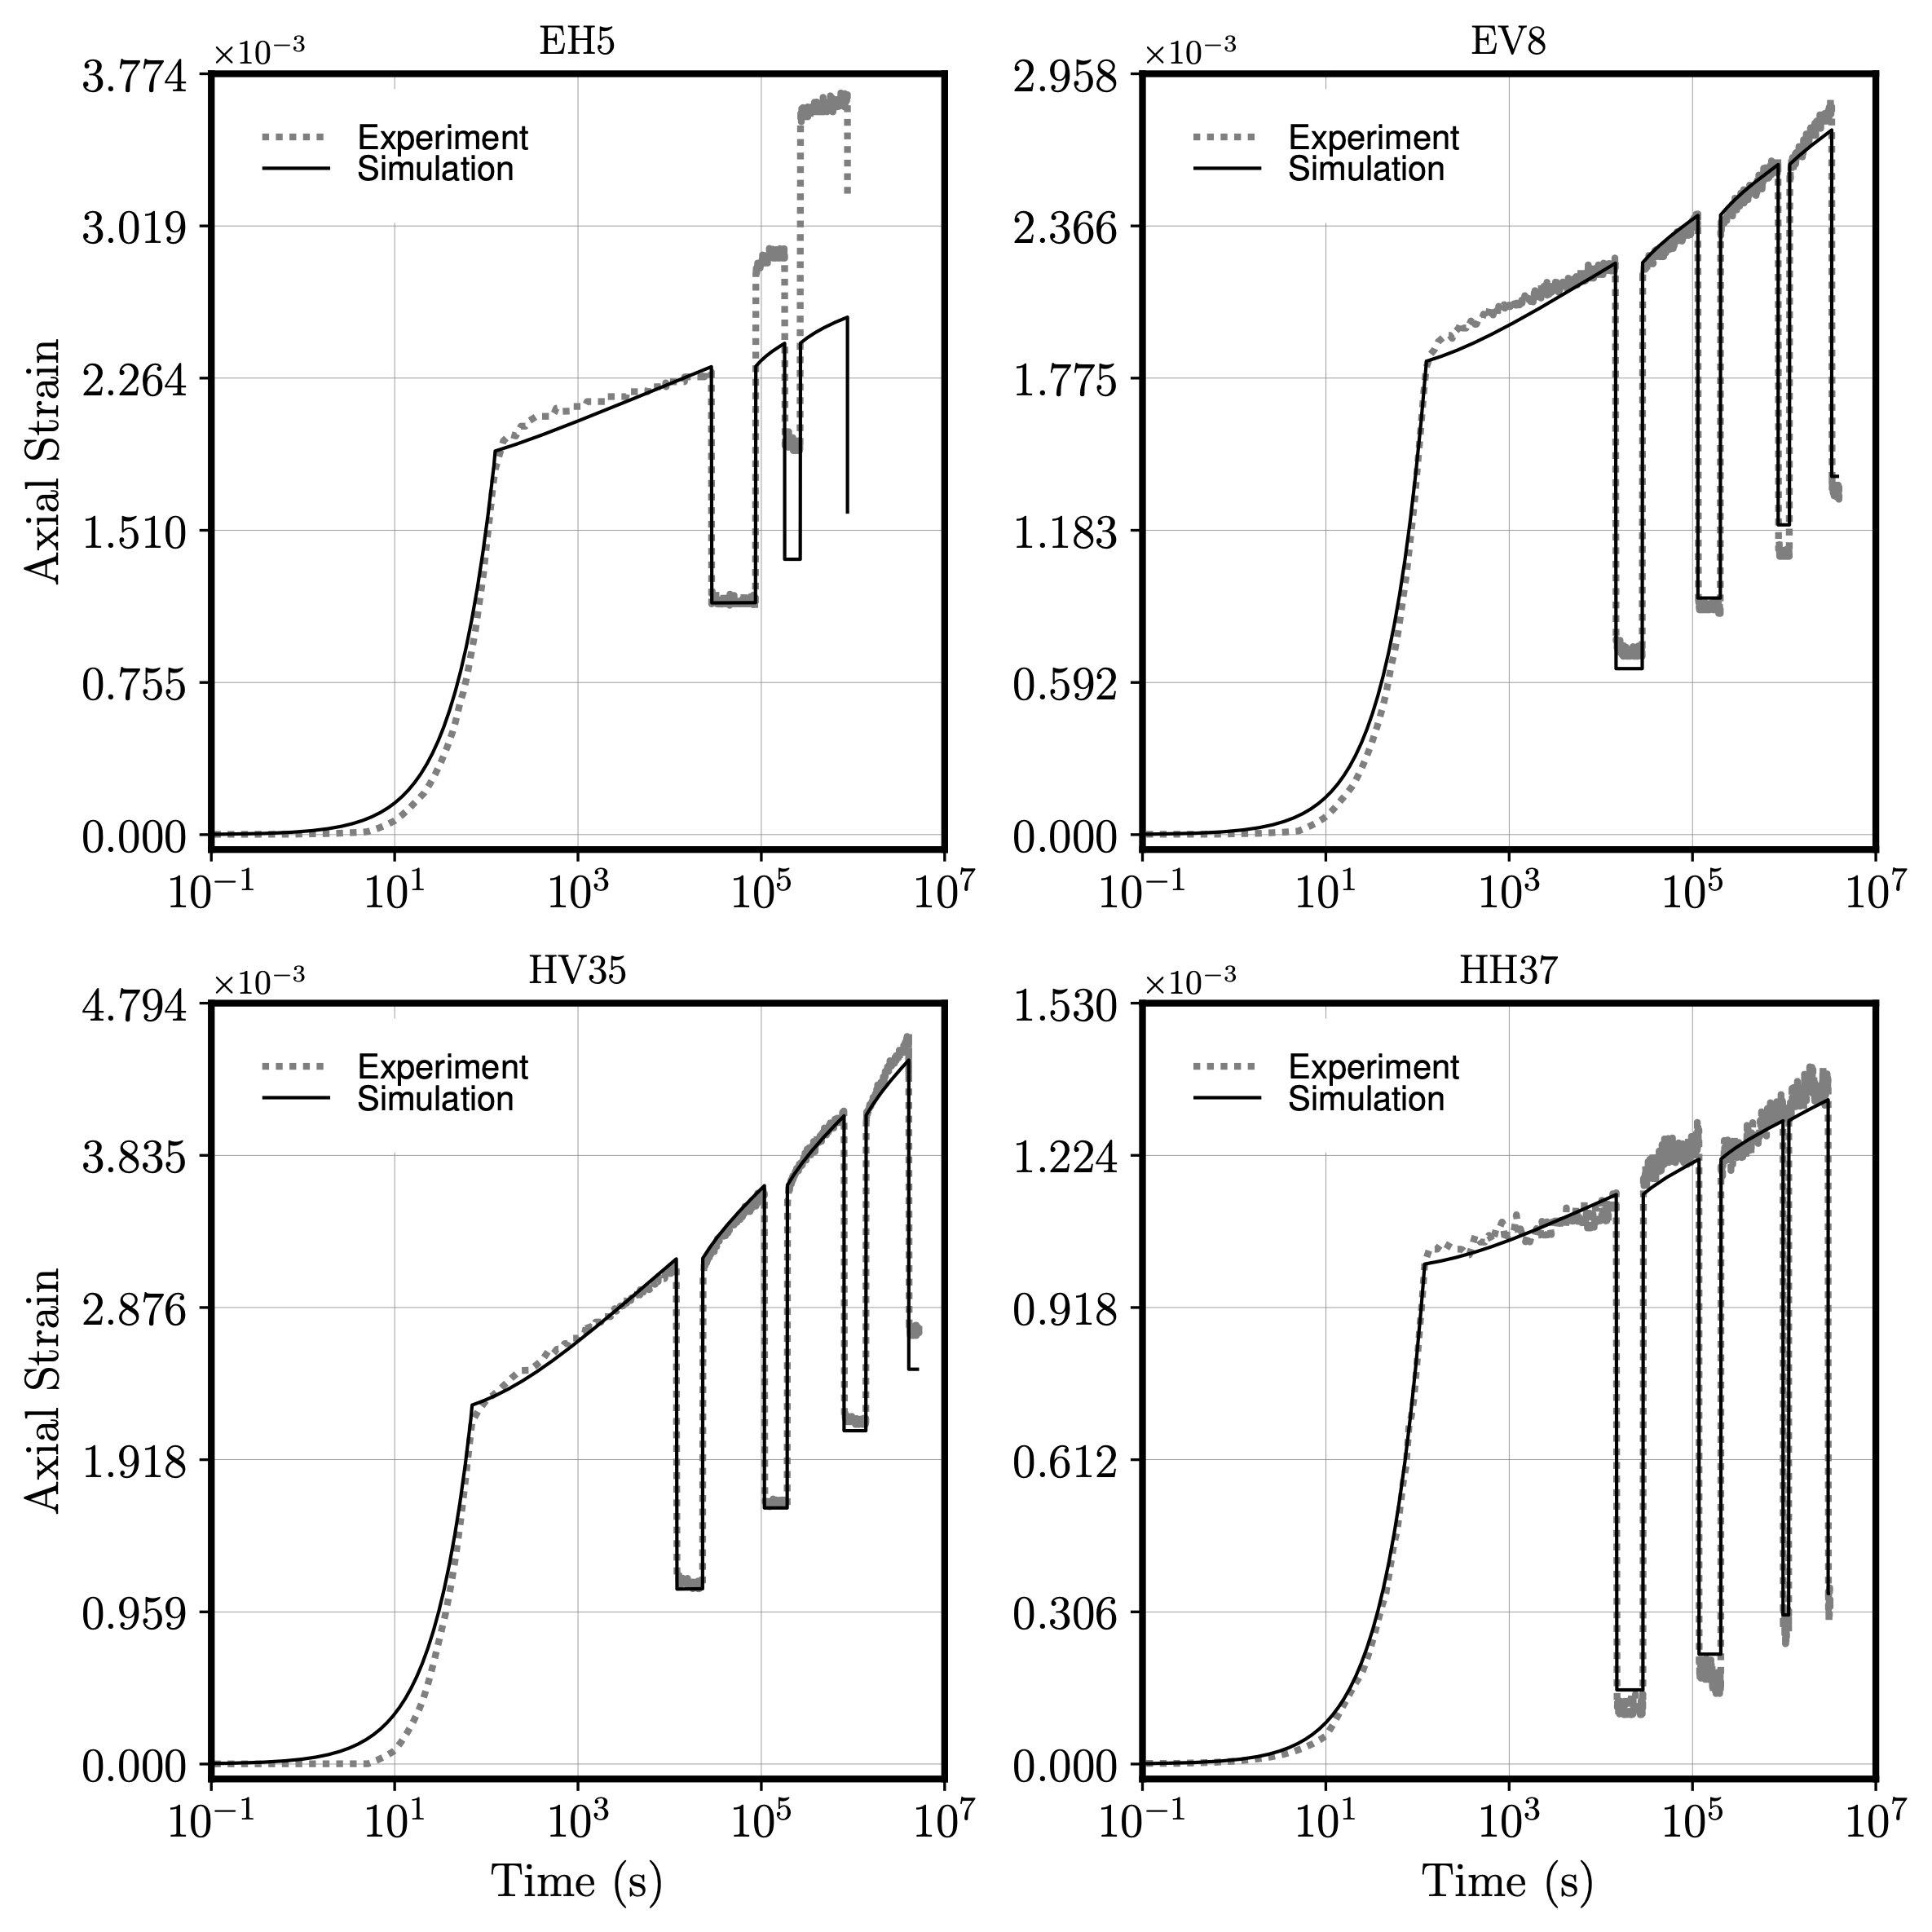 EH5
×10⁻³
3.774
3.019
2.264
1.510
0.755
0.000
Axial Strain
Experiment
Simulation
10⁻¹ 10¹ 10³ 10⁵ 10⁷
EV8
×10⁻³
2.958
2.366
1.775
1.183
0.592
0.000
Experiment
Simulation
10⁻¹ 10¹ 10³ 10⁵ 10⁷
HV35
×10⁻³
4.794
3.835
2.876
1.918
0.959
0.000
Axial Strain
Experiment
Simulation
10⁻¹ 10¹ 10³ 10⁵ 10⁷
Time (s)
HH37
×10⁻³
1.530
1.224
0.918
0.612
0.306
0.000
Experiment
Simulation
10⁻¹ 10¹ 10³ 10⁵ 10⁷
Time (s)